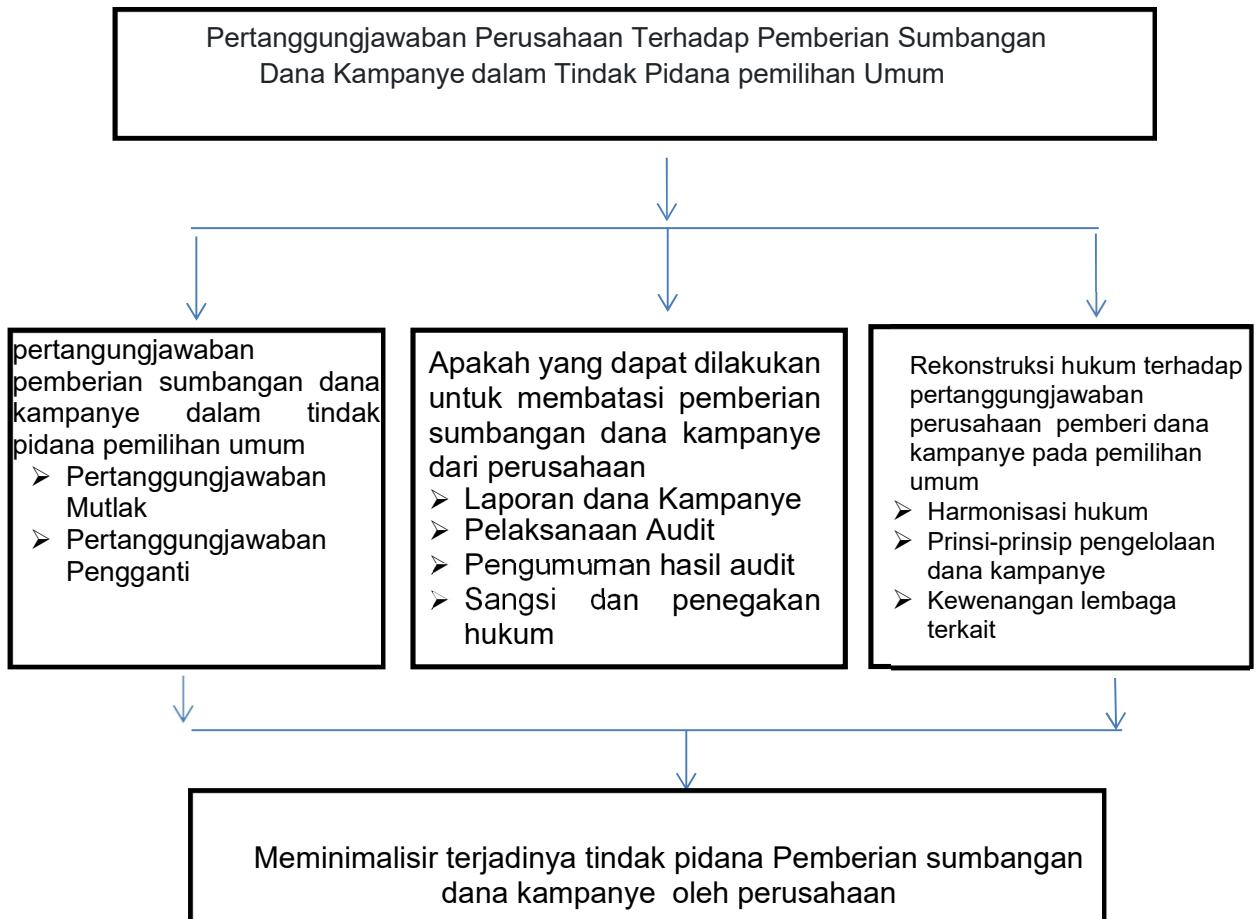 Pertanggungjawaban Perusahaan Terhadap Pemberian Sumbangan
Dana Kampanye dalam Tindak Pidana pemilihan Umum
pertangungjawaban
pemberian sumbangan dana
kampanye dalam tindak
pidana pemilihan umum
➢ Pertanggungjawaban
Mutlak
➢ Pertanggungjawaban
Pengganti
Apakah yang dapat dilakukan
untuk membatasi pemberian
sumbangan dana kampanye
dari perusahaan
➢ Laporan dana Kampanye
➢ Pelaksanaan Audit
➢ Pengumuman hasil audit
➢ Sangsi dan penegakan
hukum
Rekonstruksi hukum terhadap
pertanggungjawaban
perusahaan pemberi dana
kampanye pada pemilihan
umum
➢ Harmonisasi hukum
➢ Prinsi-prinsip pengelolaan
dana kampanye
➢ Kewenangan lembaga
terkait
Meminimalisir terjadinya tindak pidana Pemberian sumbangan
dana kampanye oleh perusahaan